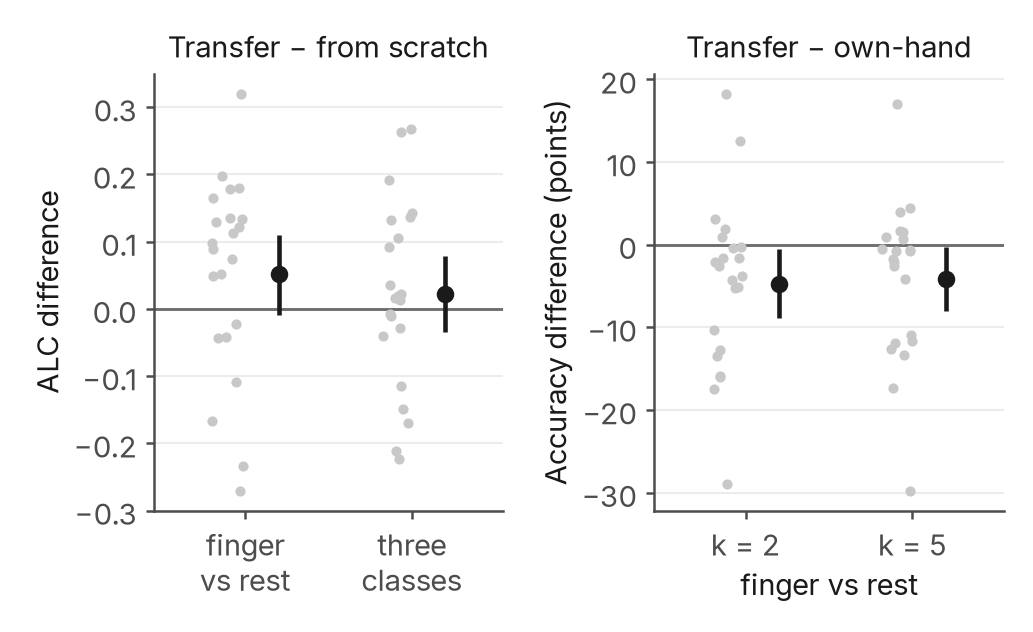 Transfer – from scratch
ALC difference
0.3
0.2
0.1
0.0
−0.1
−0.2
−0.3
finger
vs rest
three
classes
Transfer – own-hand
Accuracy difference (points)
20
10
0
−10
−20
−30
k = 2
k = 5
finger vs rest